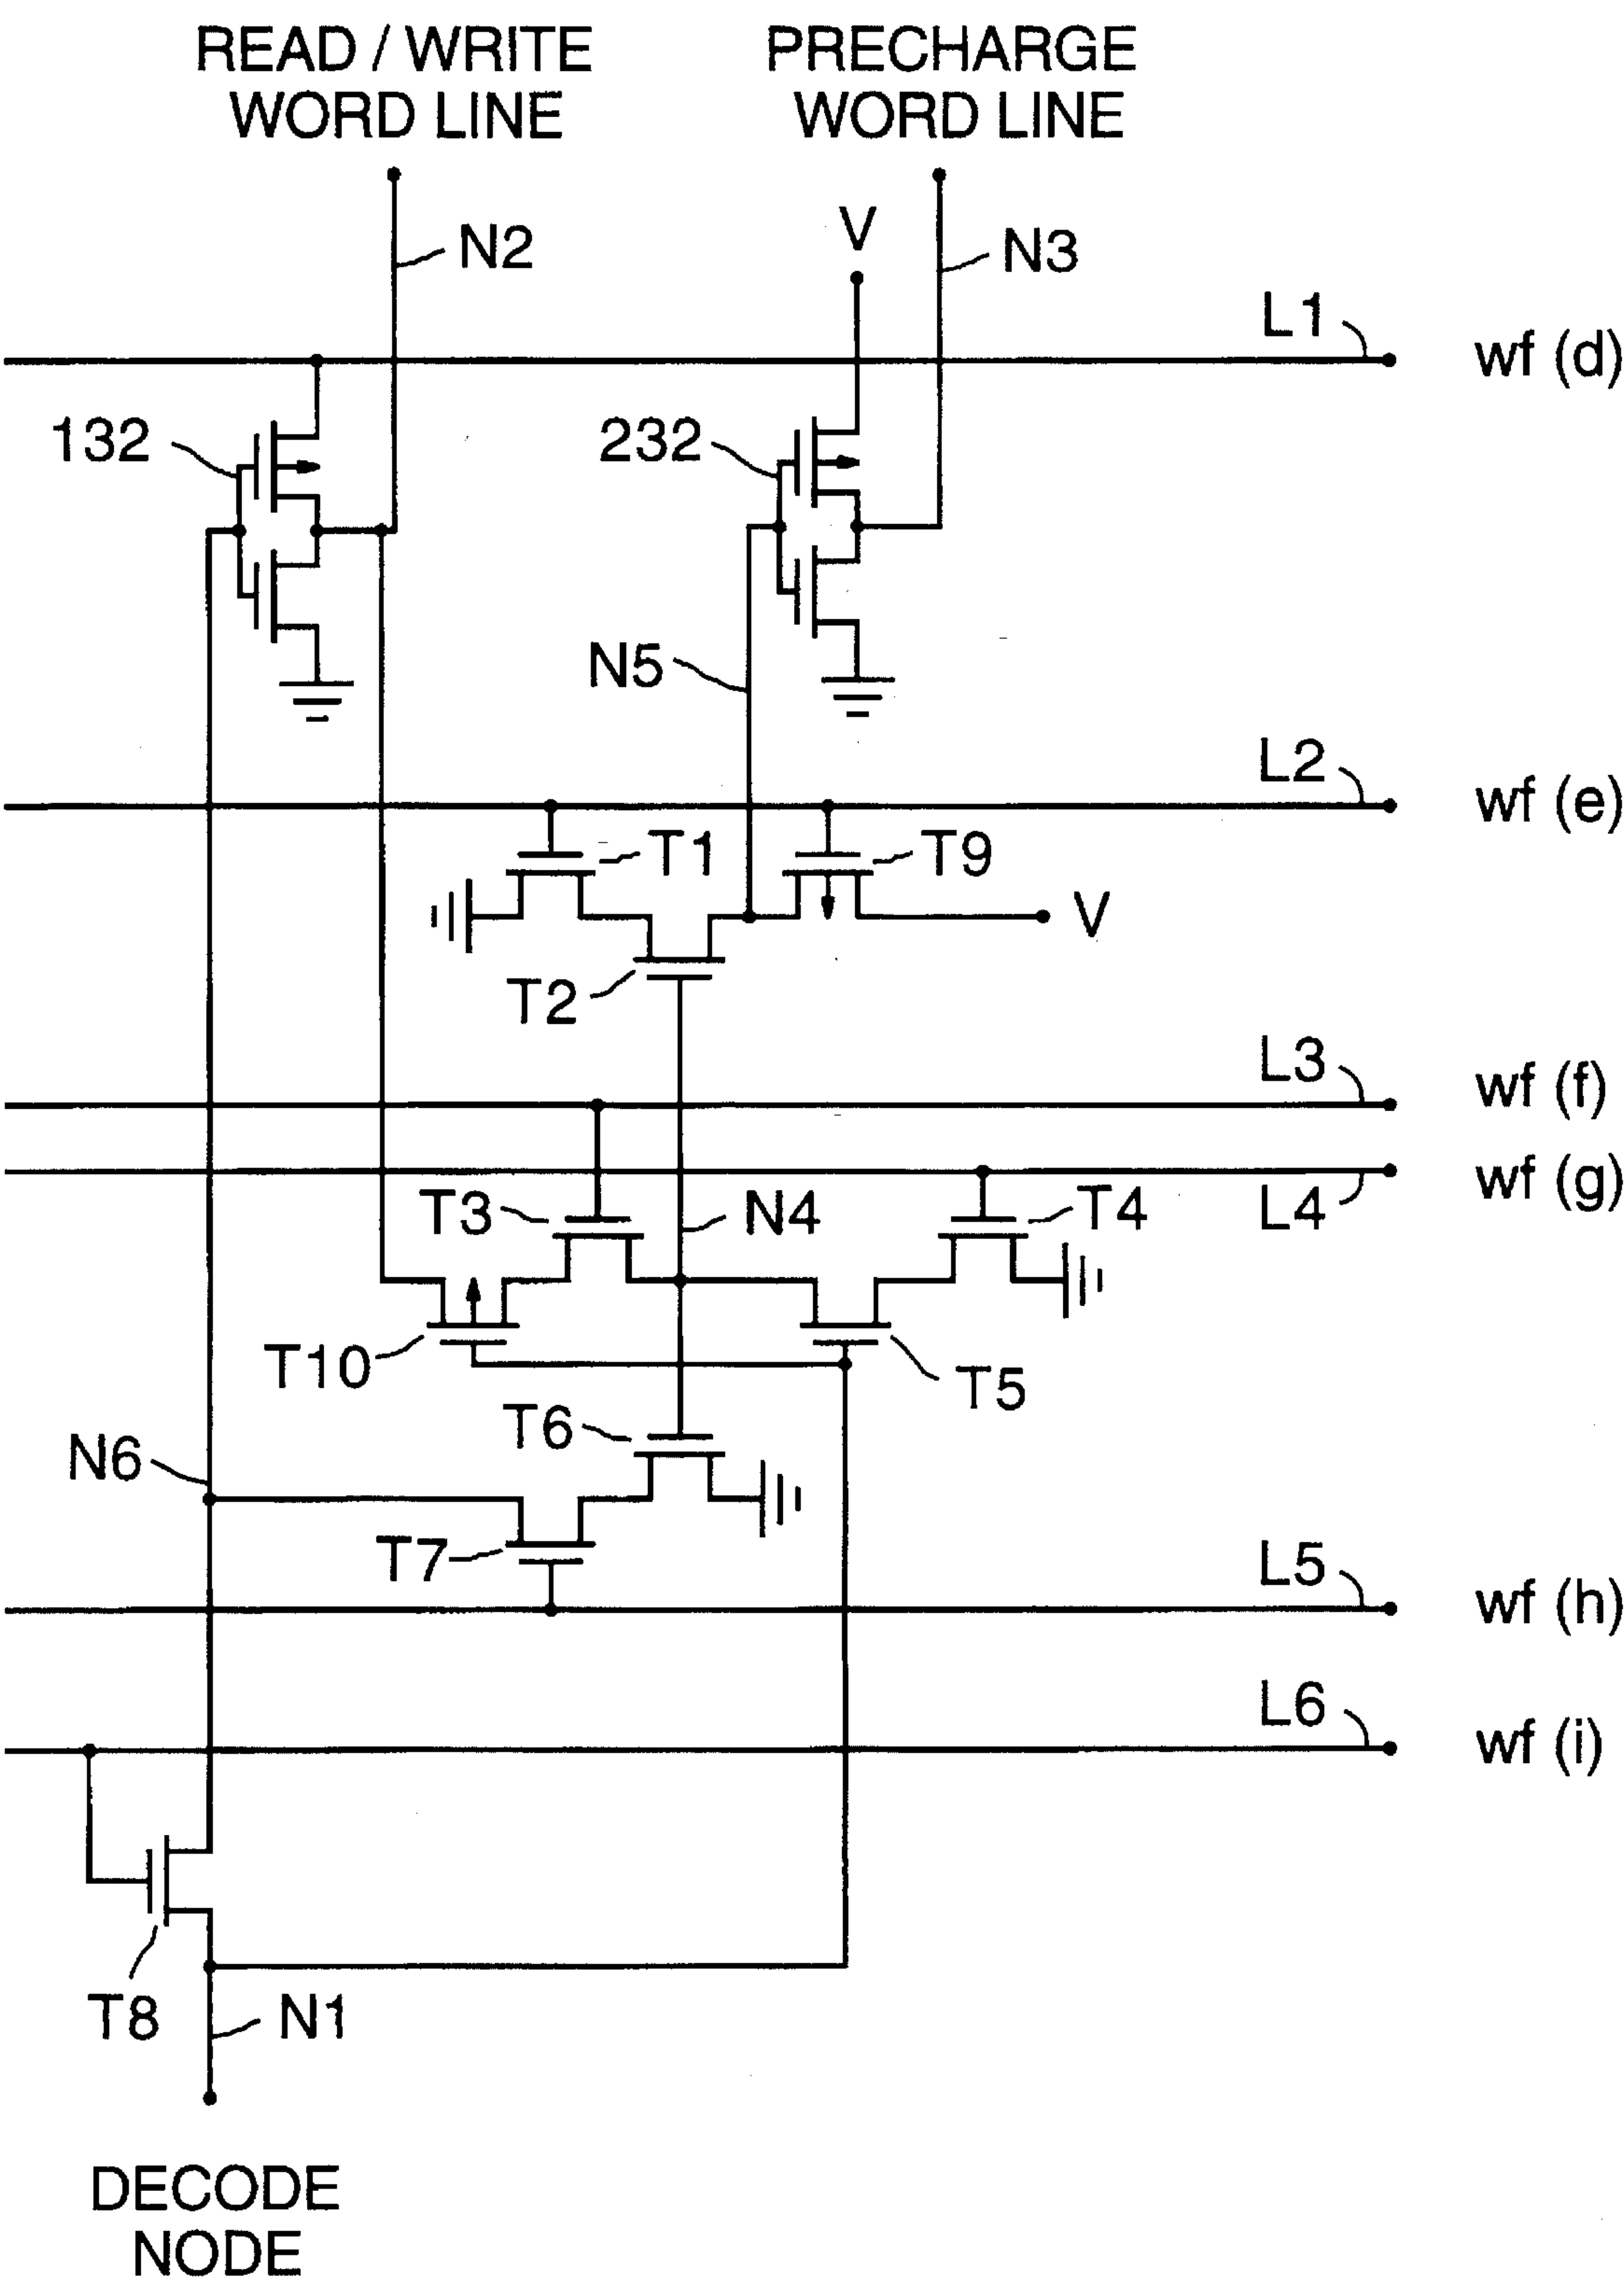 READ / WRITE
WORD LINE
PRECHARGE
WORD LINE
N2
V
N3
L1
wf (d)
132
232
N5
L2
wf (e)
T1
T9
V
T2
L3
wf (f)
wf (g)
T3
N4
T4
L4
T10
T5
T6
N6
T7
L5
wf (h)
L6
wf (i)
T8
N1
DECODE
NODE